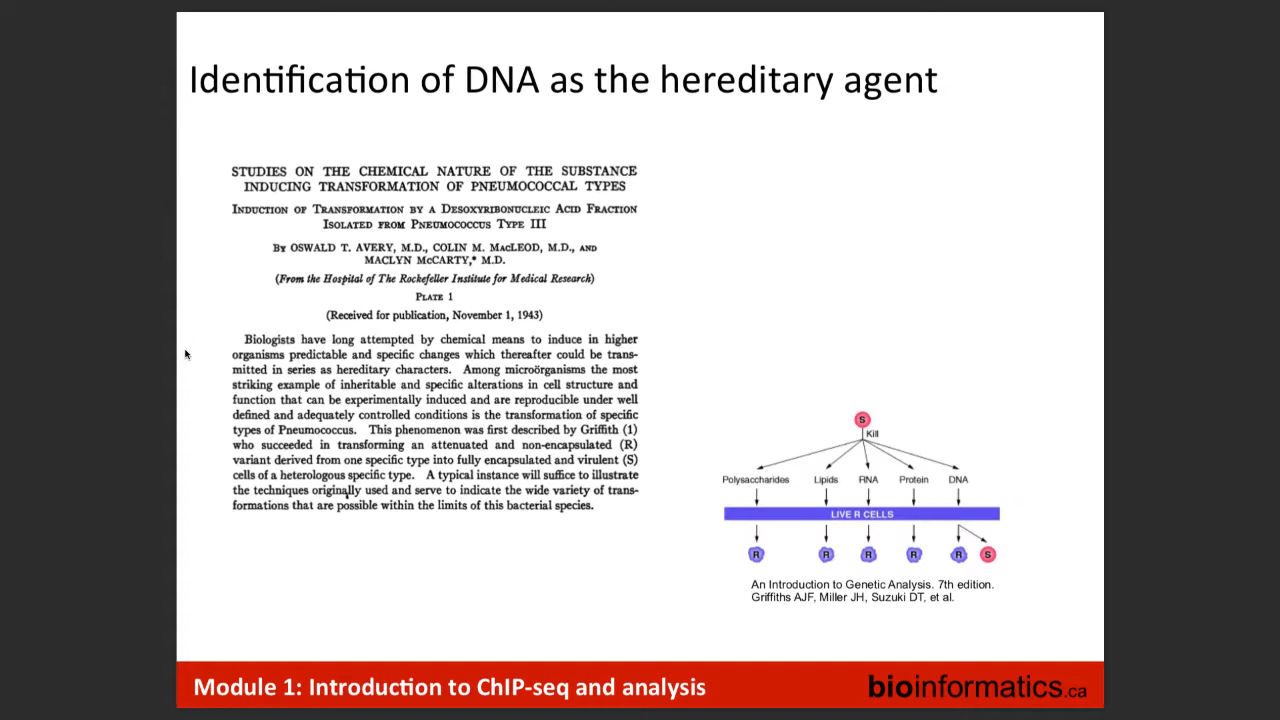 Identification of DNA as the hereditary agent
STUDIES ON THE CHEMICAL NATURE OF THE SUBSTANCE
INDUCING TRANSFORMATION OF PNEUMOCOCCAL TYPES
INDUCTION OF TRANSFORMATION BY A DESOXYRIBONUCLEIC ACID FRACTION
ISOLATED FROM PNEUMOCOCCUS TYPE III
BY OSWALD T. AVERY, M.D., COLIN M. MACLEOD, M.D., AND
MACLYN MCCARTY,* M.D.
(From the Hospital of The Rockefeller Institute for Medical Research)
PLATE 1
(Received for publication, November 1, 1943)
Biologists have long attempted by chemical means to induce in higher
organisms predictable and specific changes which thereafter could be trans-
mitted in series as hereditary characters. Among microörganisms the most
striking example of inheritable and specific alterations in cell structure and
function that can be experimentally induced and are reproducible under well
defined and adequately controlled conditions is the transformation of specific
types of Pneumococcus. This phenomenon was first described by Griffith (1)
who succeeded in transforming an attenuated and non-encapsulated (R)
variant derived from one specific type into fully encapsulated and virulent (S)
cells of a heterologous specific type. A typical instance will suffice to illustrate
the techniques originally used and serve to indicate the wide variety of trans-
formations that are possible within the limits of this bacterial species.
S
Kill
Polysaccharides Lipids RNA Protein DNA
LIVE R CELLS
R R R R R S
An Introduction to Genetic Analysis. 7th edition.
Griffiths AJF, Miller JH, Suzuki DT, et al.
Module 1: Introduction to ChIP-seq and analysis
bioinformatics.ca